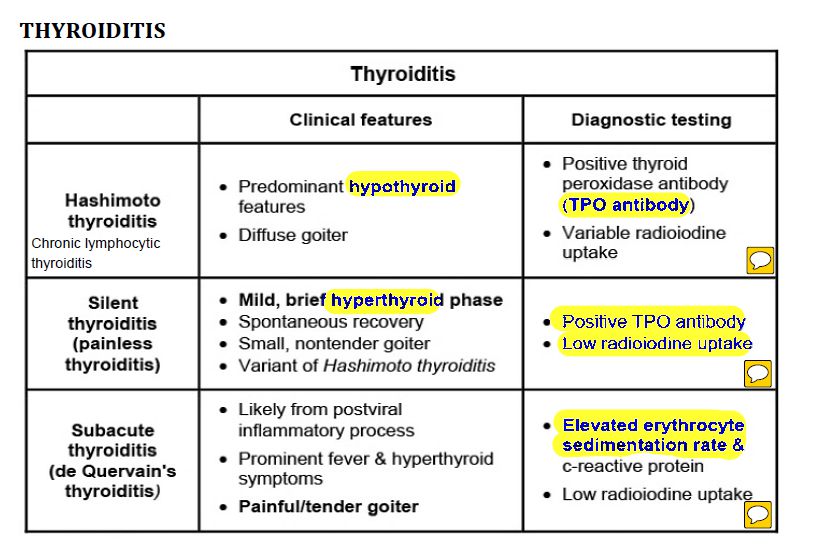 THYROIDITIS
Thyroiditis
Clinical features
Diagnostic testing
Hashimoto
thyroiditis
Chronic lymphocytic
thyroiditis
• Predominant hypothyroid
features
• Diffuse goiter
• Positive thyroid
peroxidase antibody
(TPO antibody)
• Variable radioiodine
uptake
Silent
thyroiditis
(painless
thyroiditis)
• Mild, brief hyperthyroid phase
• Spontaneous recovery
• Small, nontender goiter
• Variant of Hashimoto thyroiditis
• Positive TPO antibody
• Low radioiodine uptake
Subacute
thyroiditis
(de Quervain's
thyroiditis)
• Likely from postviral
inflammatory process
• Prominent fever & hyperthyroid
symptoms
• Painful/tender goiter
• Elevated erythrocyte
sedimentation rate &
c-reactive protein
• Low radioiodine uptake